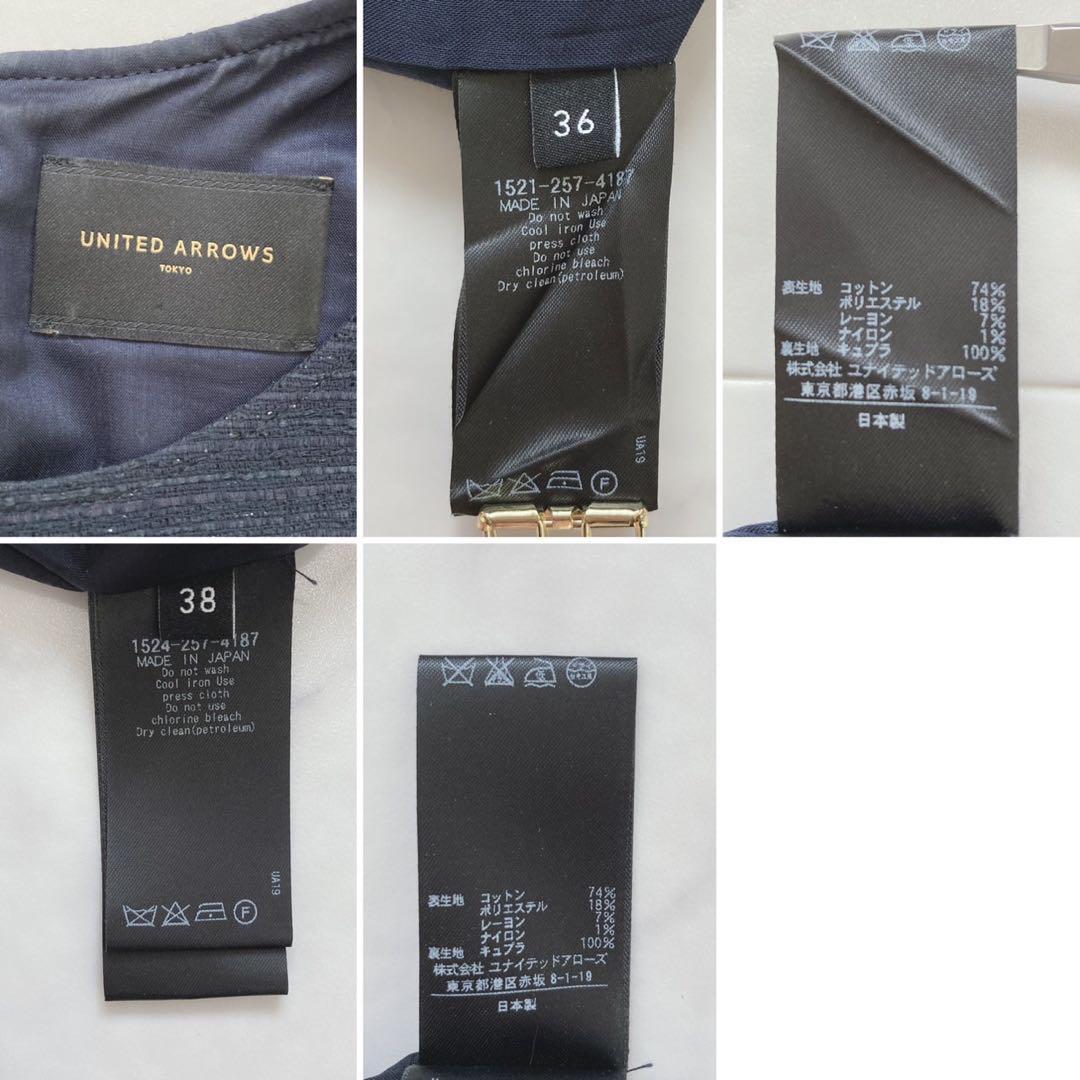 UNITED ARROWS
TOKYO
36
1521-257-4187
MADE IN JAPAN
Do not wash
Cool iron Use
press cloth
Do not use
chlorine bleach
Dry clean(petroleum)
UA19
F
表生地 コットン 74%
ポリエステル 18%
レーヨン 7%
ナイロン 1%
裏生地 キュプラ 100%
株式会社 ユナイテッドアローズ
東京都港区赤坂 8-1-19
日本製
38
1524-257-4187
MADE IN JAPAN
Do not wash
Cool iron Use
press cloth
Do not use
chlorine bleach
Dry clean(petroleum)
UA19
F
低
ドライ
セキユ系
表生地 コットン 74%
ポリエステル 18%
レーヨン 7%
ナイロン 1%
裏生地 キュプラ 100%
株式会社 ユナイテッドアローズ
東京都港区赤坂 8-1-19
日本製